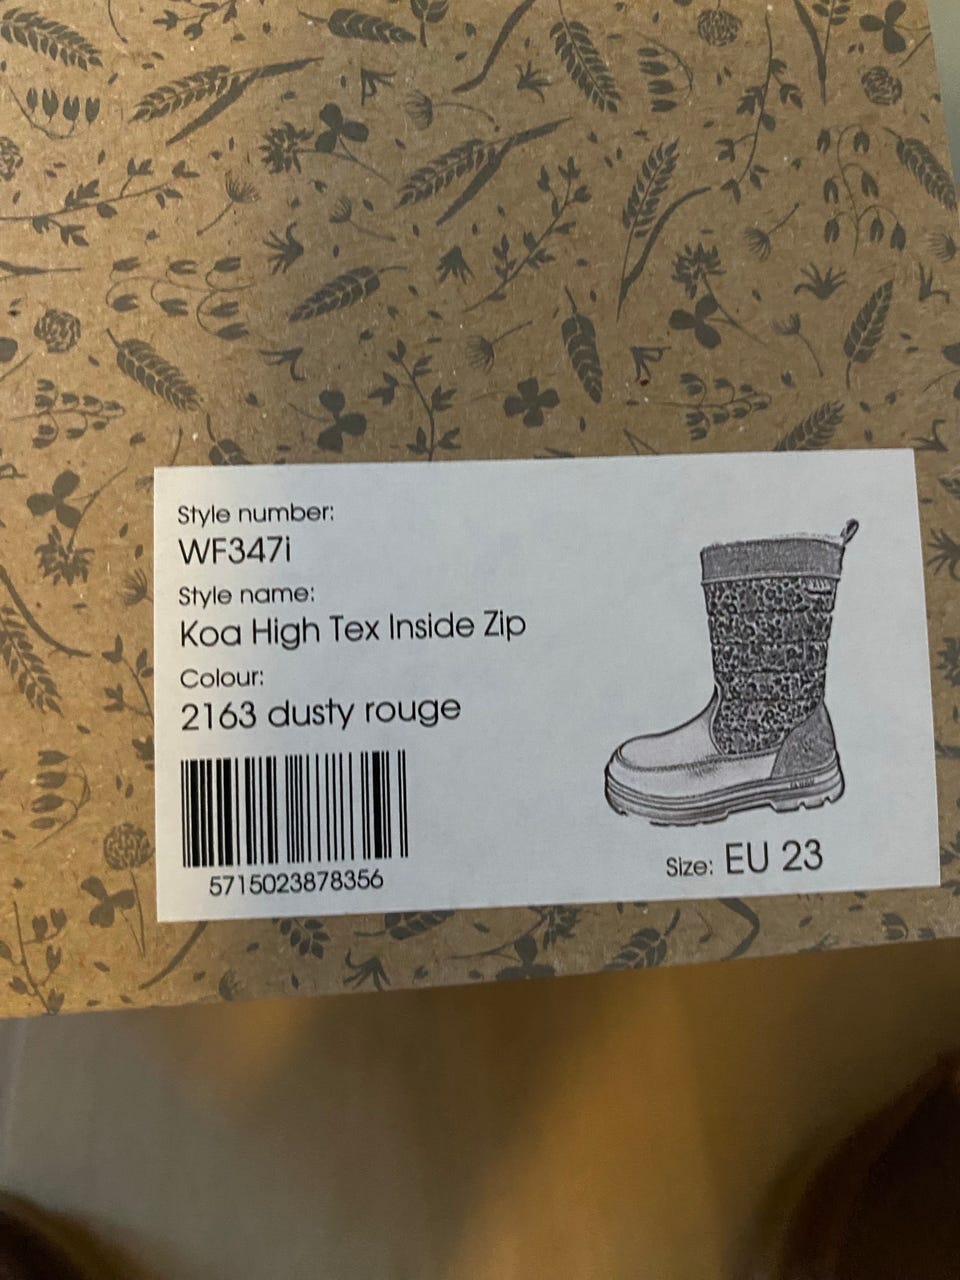 Style number:
WF347i
Style name:
Koa High Tex Inside Zip
Colour:
2163 dusty rouge
5715023878356
Size: EU 23